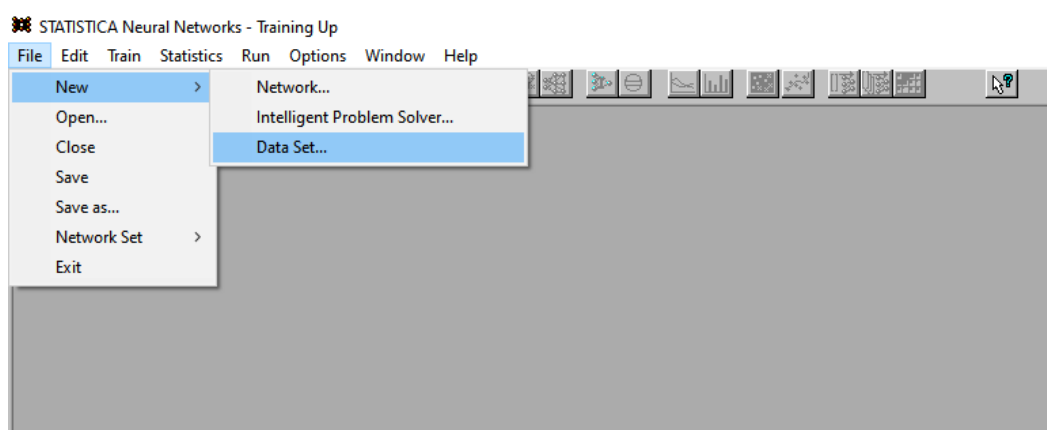 STATISTICA Neural Networks - Training Up
File Edit Train Statistics Run Options Window Help
New >
Open...
Close
Save
Save as...
Network Set >
Exit
Network...
Intelligent Problem Solver...
Data Set...